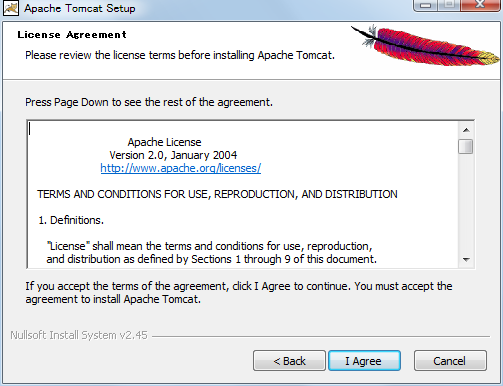 Apache Tomcat Setup
License Agreement
Please review the license terms before installing Apache Tomcat.
Press Page Down to see the rest of the agreement.
Apache License
Version 2.0, January 2004
http://www.apache.org/licenses/
TERMS AND CONDITIONS FOR USE, REPRODUCTION, AND DISTRIBUTION
1. Definitions.
"License" shall mean the terms and conditions for use, reproduction,
and distribution as defined by Sections 1 through 9 of this document.
If you accept the terms of the agreement, click I Agree to continue. You must accept the
agreement to install Apache Tomcat.
Nullsoft Install System v2.45
< Back
I Agree
Cancel